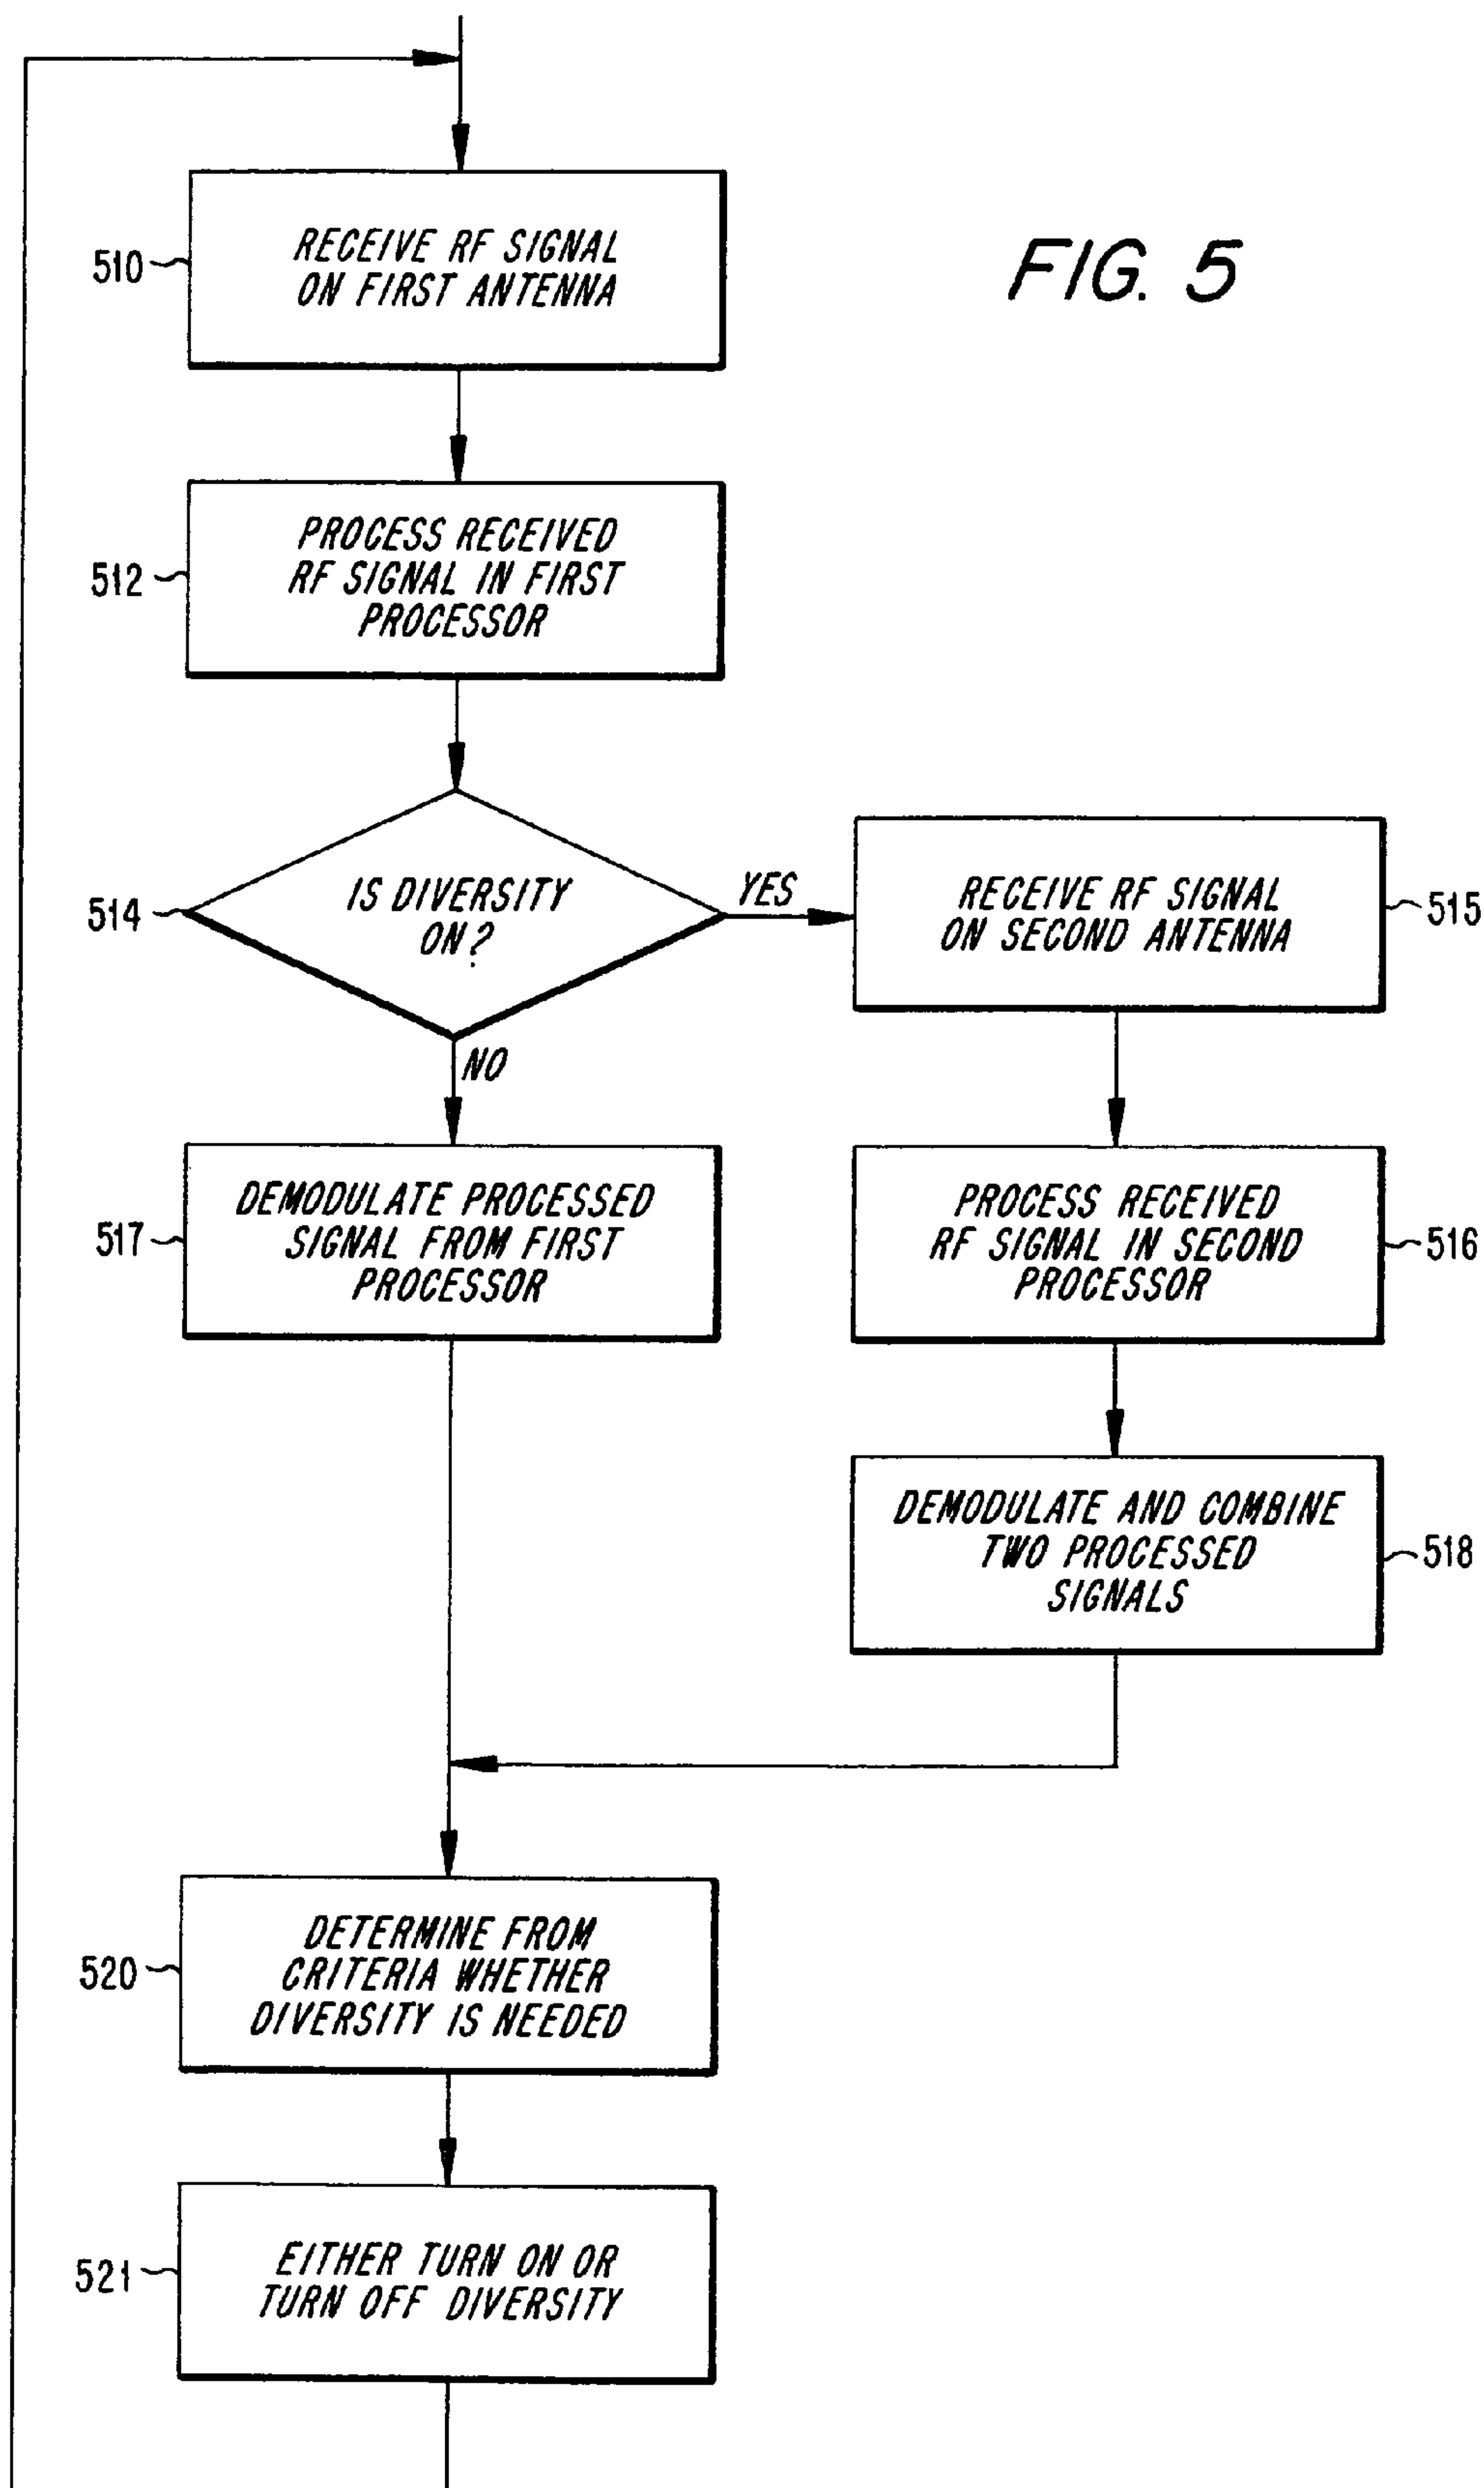 FIG. 5
510
RECEIVE RF SIGNAL
ON FIRST ANTENNA
512
PROCESS RECEIVED
RF SIGNAL IN FIRST
PROCESSOR
514
IS DIVERSITY
ON?
YES
NO
RECEIVE RF SIGNAL
ON SECOND ANTENNA
515
517
DEMODULATE PROCESSED
SIGNAL FROM FIRST
PROCESSOR
PROCESS RECEIVED
RF SIGNAL IN SECOND
PROCESSOR
516
DEMODULATE AND COMBINE
TWO PROCESSED
SIGNALS
518
520
DETERMINE FROM
CRITERIA WHETHER
DIVERSITY IS NEEDED
521
EITHER TURN ON OR
TURN OFF DIVERSITY